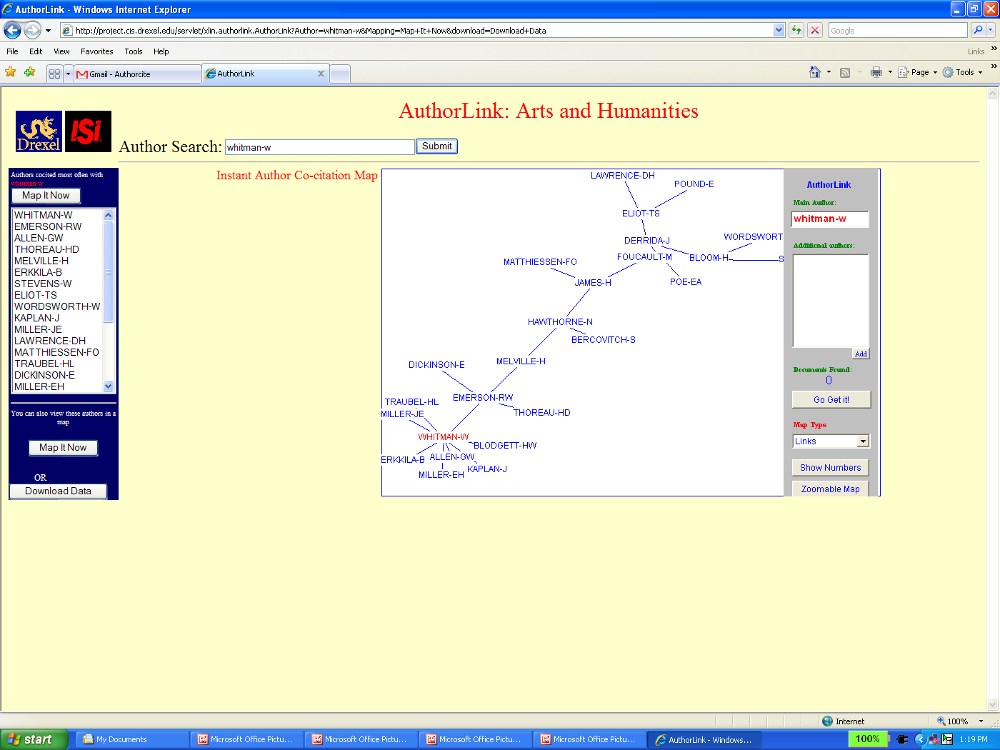 AuthorLink - Windows Internet Explorer
http://project.cis.drexel.edu/servlet/xlin.authorlink.AuthorLink?Author=whitman-w&Mapping=Map+It+Now&download=Download+Data
Google
File Edit View Favorites Tools Help
Links »
Gmail - Authorcite
AuthorLink
Page
Tools
»
Drexel
ISI
AuthorLink: Arts and Humanities
Author Search: whitman-w Submit
Authors cocited most often with
whitman-w
Map It Now
WHITMAN-W
EMERSON-RW
ALLEN-GW
THOREAU-HD
MELVILLE-H
ERKKILA-B
STEVENS-W
ELIOT-TS
WORDSWORTH-W
KAPLAN-J
MILLER-JE
LAWRENCE-DH
MATTHIESSEN-FO
TRAUBEL-HL
DICKINSON-E
MILLER-EH
You can also view these authors in a
map
Map It Now
OR
Download Data
Instant Author Co-citation Map
LAWRENCE-DH
POUND-E
ELIOT-TS
WORDSWORT
DERRIDA-J
FOUCAULT-M
BLOOM-H
S
MATTHIESSEN-FO
JAMES-H
POE-EA
HAWTHORNE-N
BERCOVITCH-S
MELVILLE-H
DICKINSON-E
EMERSON-RW
TRAUBEL-HL
THOREAU-HD
MILLER-JE
WHITMAN-W
BLODGETT-HW
ERKKILA-B
ALLEN-GW
KAPLAN-J
MILLER-EH
AuthorLink
Main Author:
whitman-w
Additional authors:
Add
Documents Found:
0
Go Get it!
Map Type:
Links
Show Numbers
Zoomable Map
Internet
100%
start
My Documents
Microsoft Office Pictu...
Microsoft Office Pictu...
Microsoft Office Pictu...
Microsoft Office Pictu...
AuthorLink - Windows...
100%
1:19 PM